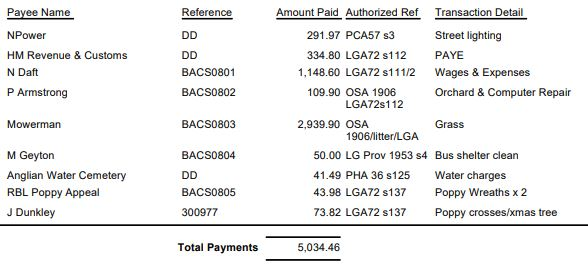 Payee Name Reference Amount Paid Authorized Ref Transaction Detail
NPower DD 291.97 PCA57 s3 Street lighting
HM Revenue & Customs DD 334.80 LGA72 s112 PAYE
N Daft BACS0801 1,148.60 LGA72 s111/2 Wages & Expenses
P Armstrong BACS0802 109.90 OSA 1906 Orchard & Computer Repair
LGA72s112
Mowerman BACS0803 2,939.90 OSA Grass
1906/litter/LGA
M Geyton BACS0804 50.00 LG Prov 1953 s4 Bus shelter clean
Anglian Water Cemetery DD 41.49 PHA 36 s125 Water charges
RBL Poppy Appeal BACS0805 43.98 LGA72 s137 Poppy Wreaths x 2
J Dunkley 300977 73.82 LGA72 s137 Poppy crosses/xmas tree
Total Payments 5,034.46